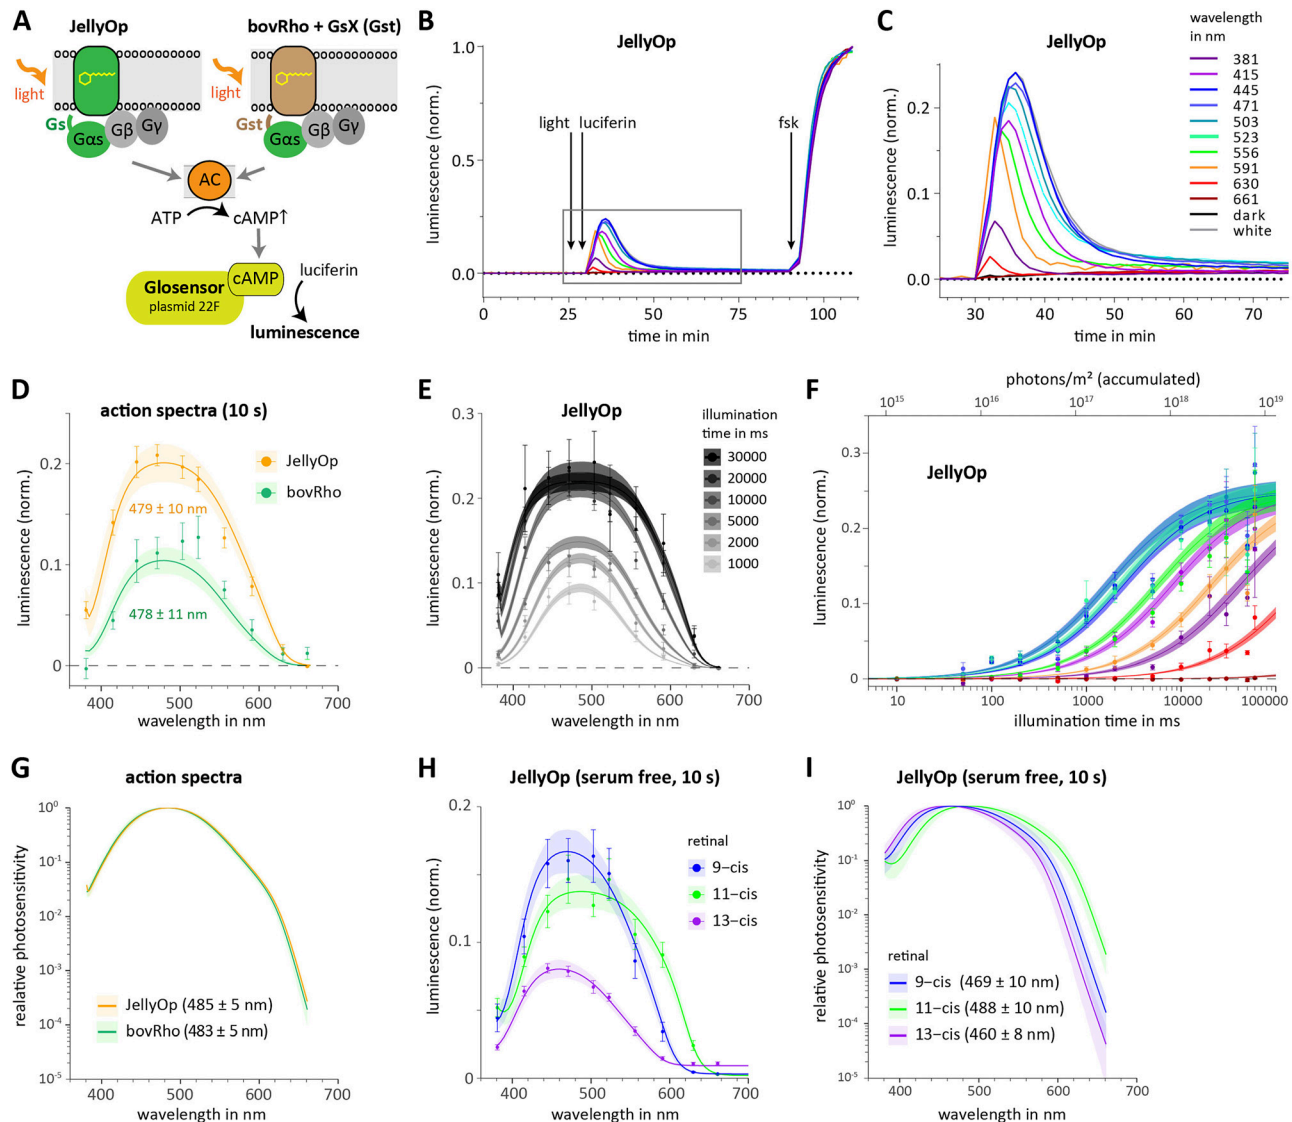 A
JellyOp
bovRho + GsX (Gst)
light
light
Gs
Gαs
Gβ
Gγ
Gst
Gαs
Gβ
Gγ
AC
ATP
cAMP↑
cAMP
luciferin
Glosensor
plasmid 22F
luminescence
B
JellyOp
luminescence (norm.)
1.0
0.5
0.0
light
luciferin
fsk
0
25
50
75
100
time in min
C
JellyOp
luminescence (norm.)
0.2
0.1
0.0
30
40
50
60
70
time in min
wavelength
in nm
381
415
445
471
503
523
556
591
630
661
dark
white
D
action spectra (10 s)
luminescence (norm.)
0.2
0.1
0
JellyOp
bovRho
479 ± 10 nm
478 ± 11 nm
400
500
600
700
wavelength in nm
E
JellyOp
luminescence (norm.)
0.3
0.2
0.1
0
illumination
time in ms
30000
20000
10000
5000
2000
1000
400
500
600
700
wavelength in nm
F
photons/m² (accumulated)
10¹⁵
10¹⁶
10¹⁷
10¹⁸
10¹⁹
JellyOp
luminescence (norm.)
0.3
0.2
0.1
0
10
100
1000
10000
100000
illumination time in ms
G
action spectra
realative photosensitivity
10⁰
10⁻¹
10⁻²
10⁻³
10⁻⁴
10⁻⁵
JellyOp (485 ± 5 nm)
bovRho (483 ± 5 nm)
400
500
600
700
wavelength in nm
H
JellyOp (serum free, 10 s)
luminescence (norm.)
0.2
0.1
0
retinal
9–cis
11–cis
13–cis
400
500
600
700
wavelength in nm
I
JellyOp (serum free, 10 s)
relative photosensitivity
10⁰
10⁻¹
10⁻²
10⁻³
10⁻⁴
10⁻⁵
retinal
9–cis (469 ± 10 nm)
11–cis (488 ± 10 nm)
13–cis (460 ± 8 nm)
400
500
600
700
wavelength in nm